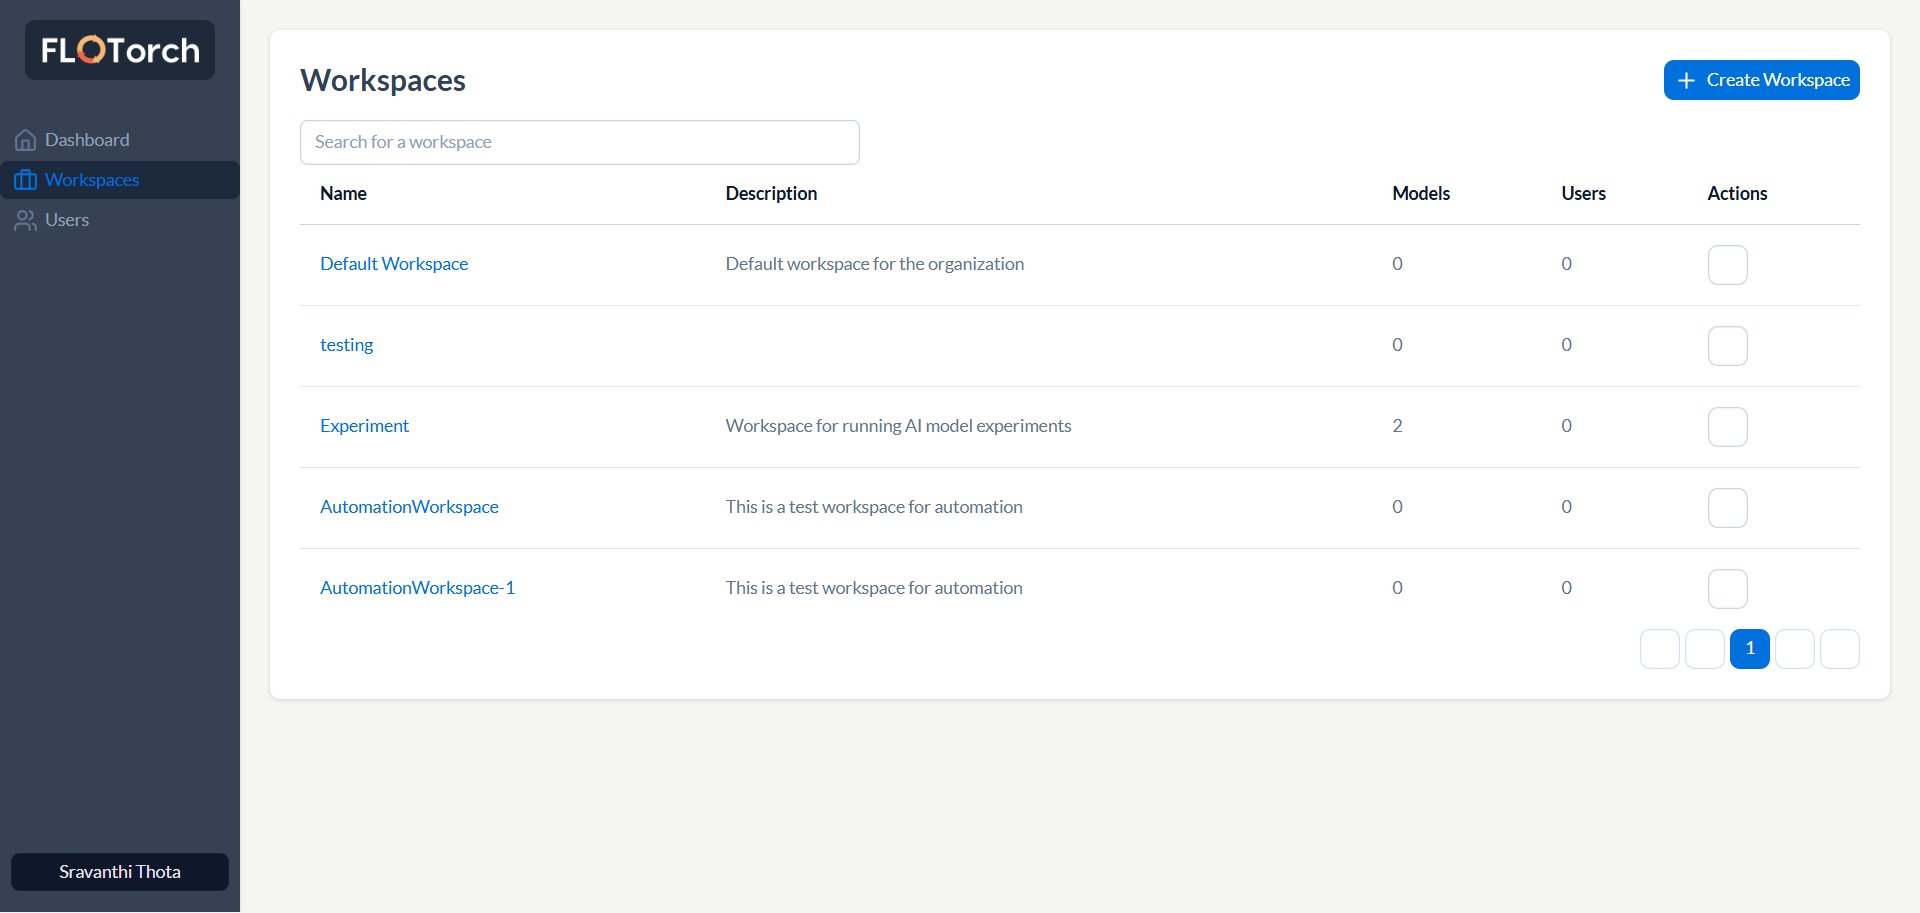 FLOTorch
Dashboard
Workspaces
Users
Sravanthi Thota
Workspaces
Create Workspace
Search for a workspace
Name Description Models Users Actions
Default Workspace Default workspace for the organization 0 0
testing 0 0
Experiment Workspace for running AI model experiments 2 0
AutomationWorkspace This is a test workspace for automation 0 0
AutomationWorkspace-1 This is a test workspace for automation 0 0
1